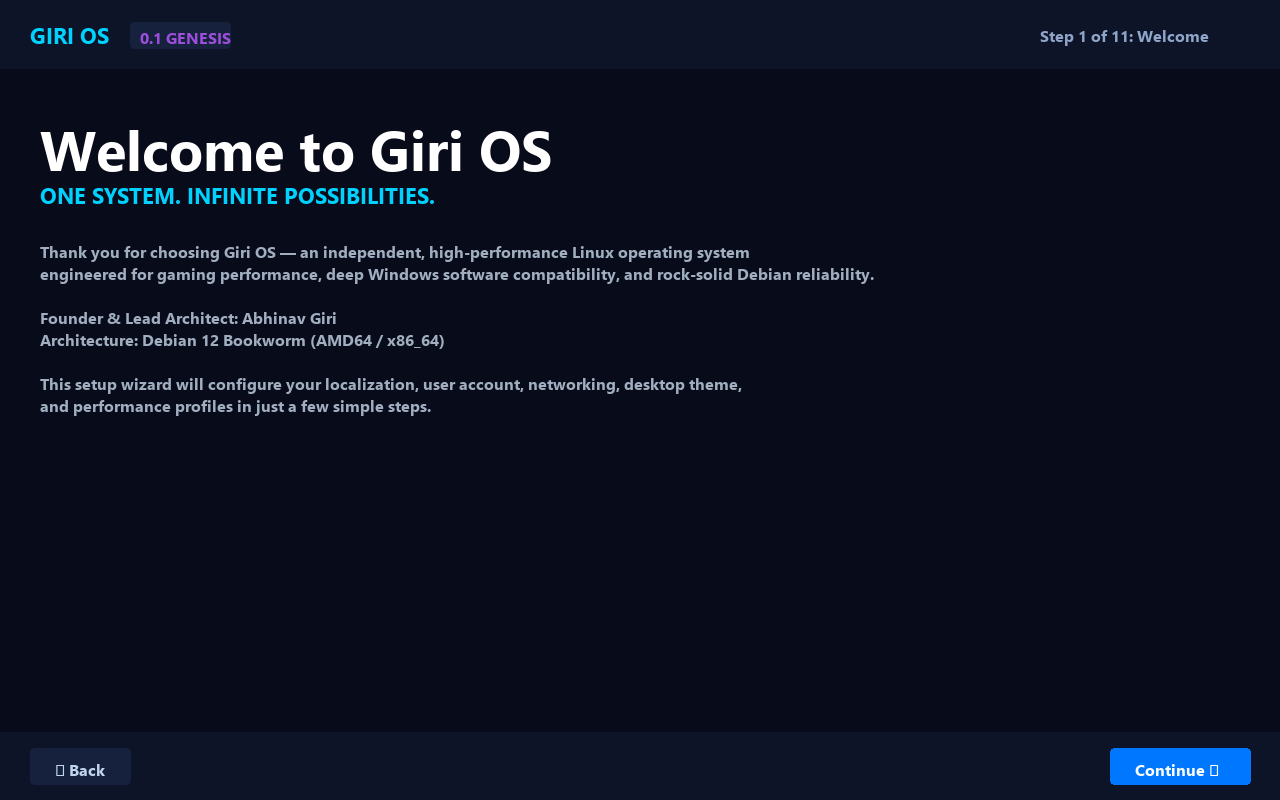 GIRI OS
0.1 GENESIS
Step 1 of 11: Welcome
Welcome to Giri OS
ONE SYSTEM. INFINITE POSSIBILITIES.
Thank you for choosing Giri OS — an independent, high-performance Linux operating system
engineered for gaming performance, deep Windows software compatibility, and rock-solid Debian reliability.
Founder & Lead Architect: Abhinav Giri
Architecture: Debian 12 Bookworm (AMD64 / x86_64)
This setup wizard will configure your localization, user account, networking, desktop theme,
and performance profiles in just a few simple steps.
Back
Continue